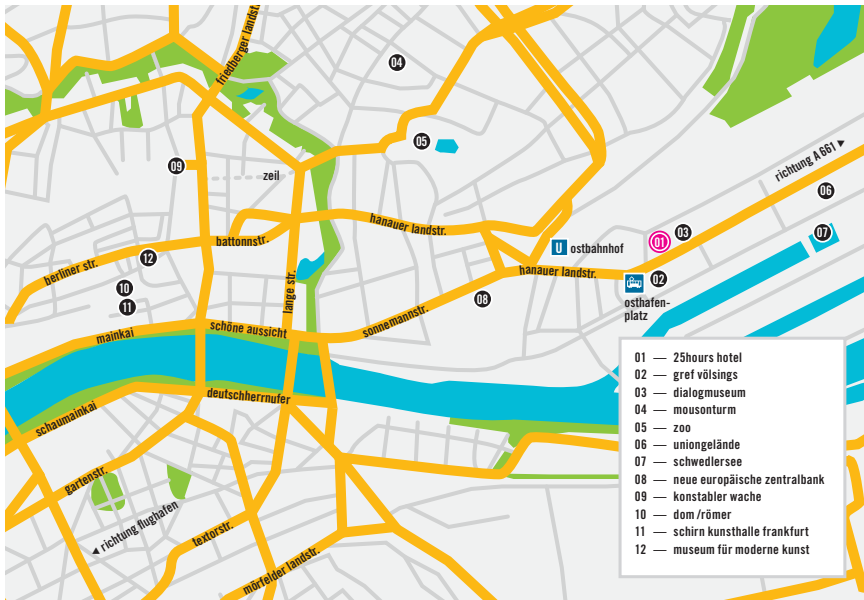 friedberger landstr.
04
05
09
zeil
richtung A 661
06
hanauer landstr.
battonnstr.
U ostbahnhof
01
03
07
12
berliner str.
hanauer landstr.
02
10
11
lange str.
08
osthafen-
platz
sonnemannstr.
schöne aussicht
mainkai
deutschherrnufer
schaumainkai
gartenstr.
richtung flughafen
textorstr.
mörfelder landstr.
01 — 25hours hotel
02 — gref völsings
03 — dialogmuseum
04 — mousonturm
05 — zoo
06 — uniongelände
07 — schwedlersee
08 — neue europäische zentralbank
09 — konstabler wache
10 — dom/römer
11 — schirn kunsthalle frankfurt
12 — museum für moderne kunst